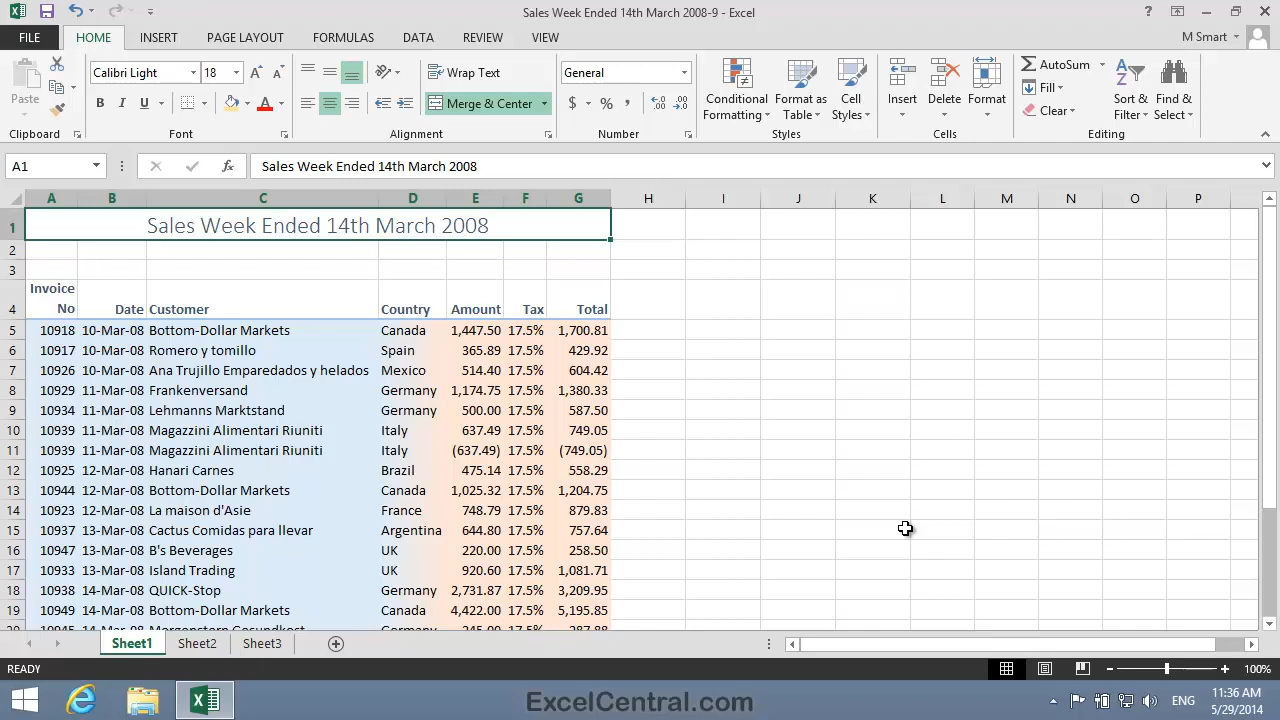 Sales Week Ended 14th March 2008-9 - Excel
FILE HOME INSERT PAGE LAYOUT FORMULAS DATA REVIEW VIEW M Smart
Paste
Calibri Light 18
B I U
Wrap Text
Merge & Center
General
$ % ,
Conditional Formatting
Format as Table
Cell Styles
Insert
Delete
Format
AutoSum
Fill
Clear
Sort & Filter
Find & Select
Clipboard Font Alignment Number Styles Cells Editing
A1 fx Sales Week Ended 14th March 2008
A B C D E F G H I J K L M N O P
1 Sales Week Ended 14th March 2008
2
3
4 Invoice No Date Customer Country Amount Tax Total
5 10918 10-Mar-08 Bottom-Dollar Markets Canada 1,447.50 17.5% 1,700.81
6 10917 10-Mar-08 Romero y tomillo Spain 365.89 17.5% 429.92
7 10926 10-Mar-08 Ana Trujillo Emparedados y helados Mexico 514.40 17.5% 604.42
8 10929 11-Mar-08 Frankenversand Germany 1,174.75 17.5% 1,380.33
9 10934 11-Mar-08 Lehmanns Marktstand Germany 500.00 17.5% 587.50
10 10939 11-Mar-08 Magazzini Alimentari Riuniti Italy 637.49 17.5% 749.05
11 10939 11-Mar-08 Magazzini Alimentari Riuniti Italy (637.49) 17.5% (749.05)
12 10925 12-Mar-08 Hanari Carnes Brazil 475.14 17.5% 558.29
13 10944 12-Mar-08 Bottom-Dollar Markets Canada 1,025.32 17.5% 1,204.75
14 10923 12-Mar-08 La maison d'Asie France 748.79 17.5% 879.83
15 10937 13-Mar-08 Cactus Comidas para llevar Argentina 644.80 17.5% 757.64
16 10947 13-Mar-08 B's Beverages UK 220.00 17.5% 258.50
17 10933 13-Mar-08 Island Trading UK 920.60 17.5% 1,081.71
18 10938 14-Mar-08 QUICK-Stop Germany 2,731.87 17.5% 3,209.95
19 10949 14-Mar-08 Bottom-Dollar Markets Canada 4,422.00 17.5% 5,195.85
Sheet1 Sheet2 Sheet3
READY 100%
ExcelCentral.com
ENG 11:36 AM
5/29/2014